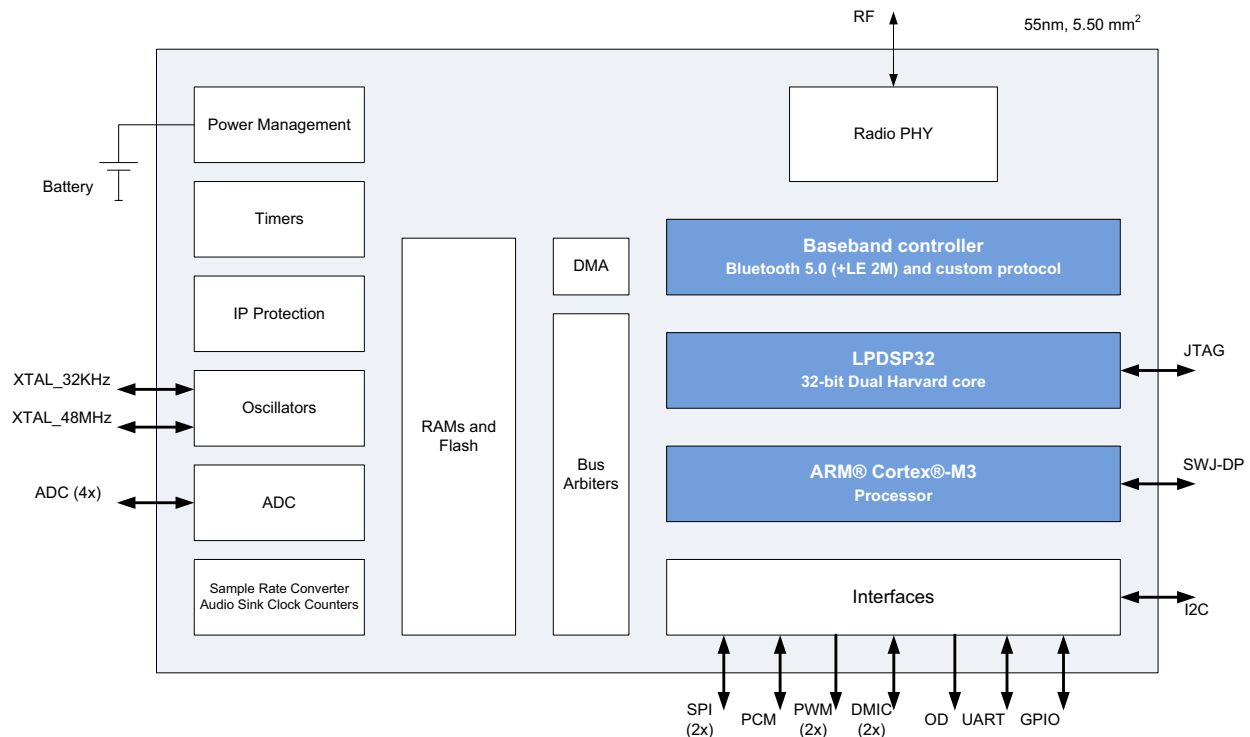 RF
55nm, 5.50 mm²
Power Management
Radio PHY
Battery
Timers
Baseband controller
Bluetooth 5.0 (+LE 2M) and custom protocol
DMA
IP Protection
LPDSP32
32-bit Dual Harvard core
JTAG
XTAL_32KHz
XTAL_48MHz
Oscillators
RAMs and
Flash
Bus
Arbiters
ARM® Cortex®-M3
Processor
SWJ-DP
ADC (4x)
ADC
Sample Rate Converter
Audio Sink Clock Counters
Interfaces
I2C
SPI
(2x)
PCM
PWM
(2x)
DMIC
(2x)
OD
UART
GPIO